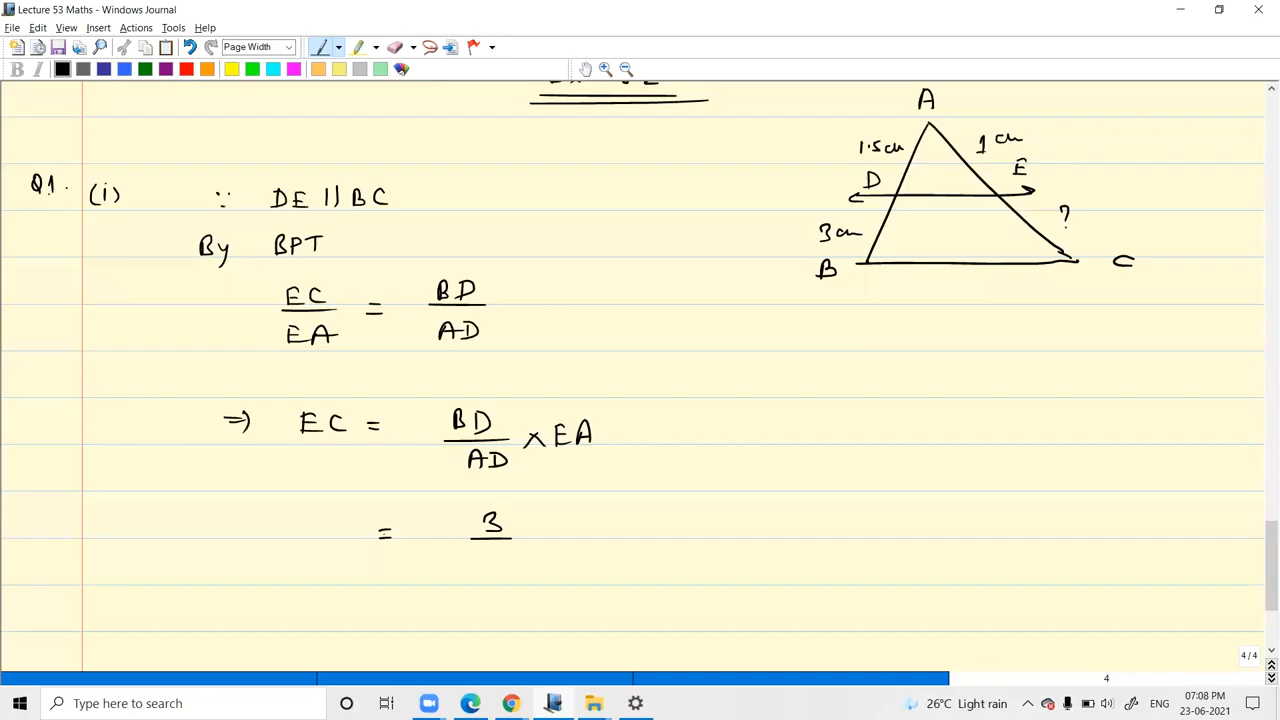 Lecture 53 Maths - Windows Journal
File Edit View Insert Actions Tools Help
Page Width
B I
A
1.5cm 1 cm
D E
3cm ?
B C
Q1. (i) ∵ DE || BC
By BPT
EC/EA = BD/AD
⇒ EC = BD/AD × EA
= 3
4/4
4
Type here to search
26°C Light rain
ENG
07:08 PM
23-06-2021